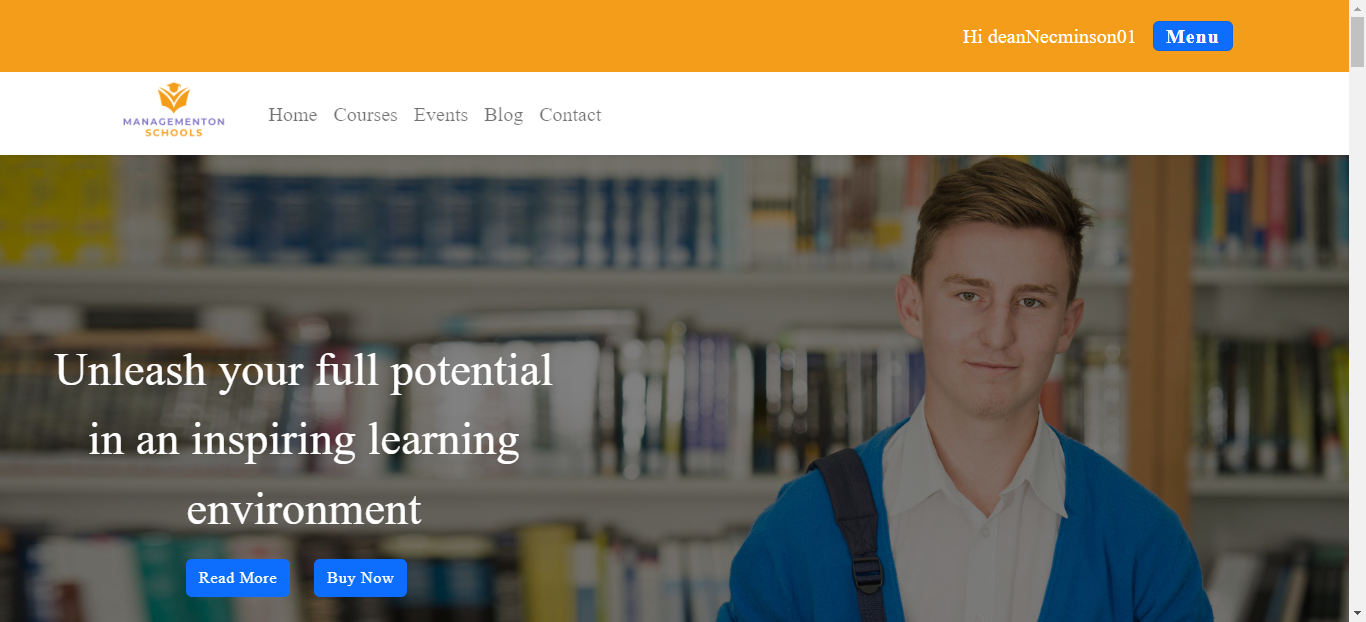 Hi deanNecminson01 Menu
MANAGEMENTON
SCHOOLS
Home Courses Events Blog Contact
Unleash your full potential
in an inspiring learning
environment
Read More Buy Now